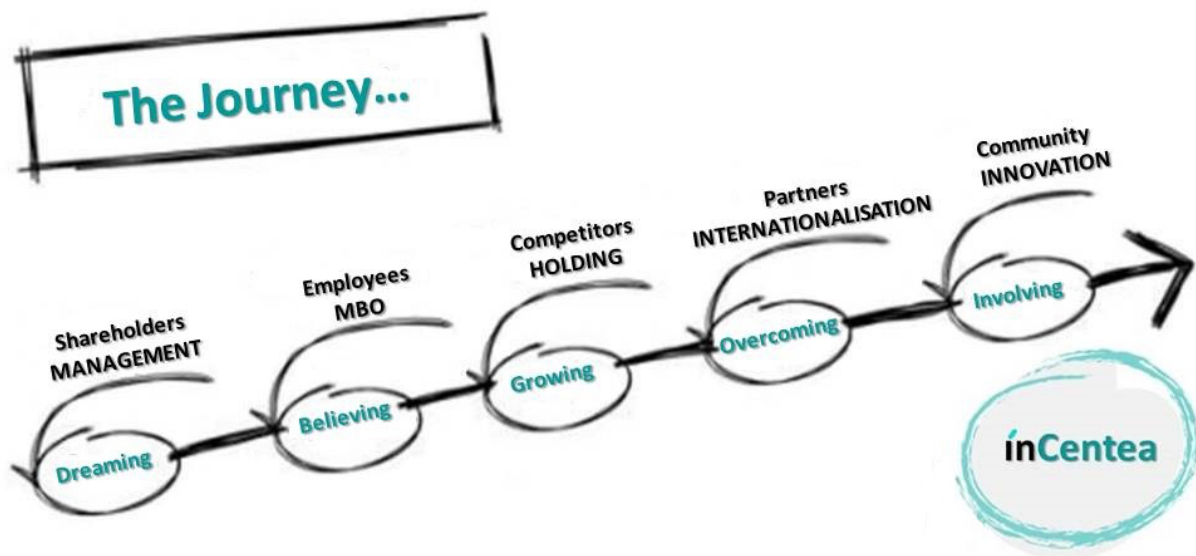 The Journey...
Shareholders
MANAGEMENT
Dreaming
Employees
MBO
Believing
Competitors
HOLDING
Growing
Partners
INTERNATIONALISATION
Overcoming
Community
INNOVATION
Involving
inCentea